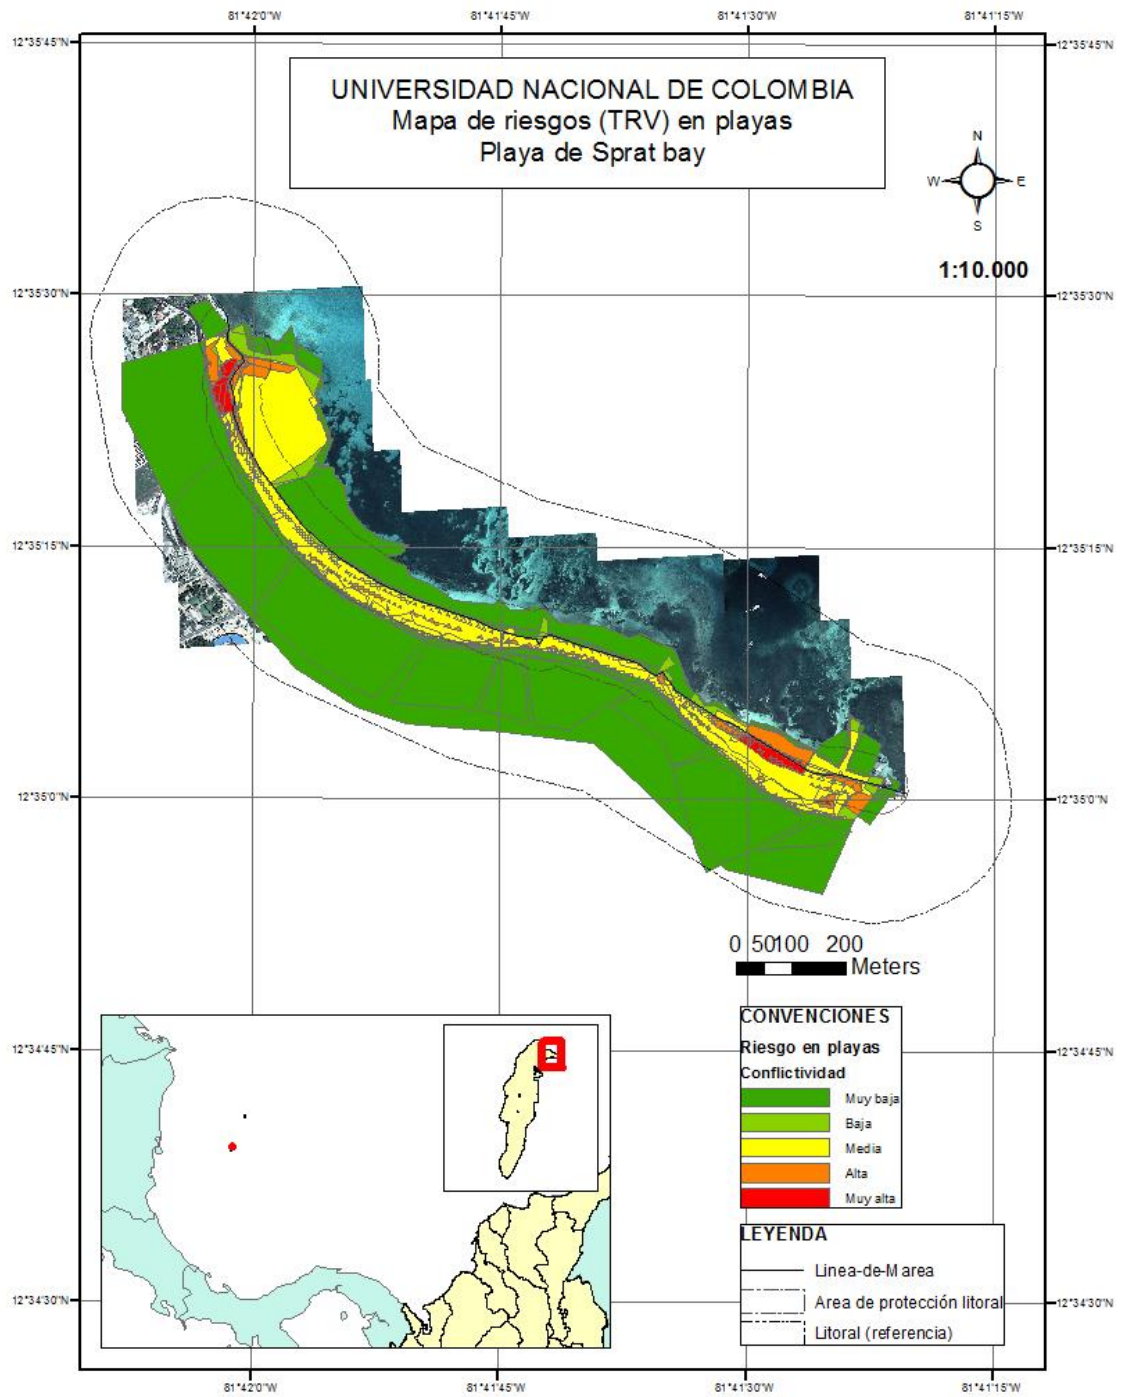 81°42'0"W 81°41'45"W 81°41'30"W 81°41'15"W
12°35'45"N 12°35'45"N
UNIVERSIDAD NACIONAL DE COLOMBIA
Mapa de riesgos (TRV) en playas
Playa de Sprat bay
N
W E
S
1:10.000
12°35'30"N 12°35'30"N
12°35'15"N 12°35'15"N
12°35'0"N 12°35'0"N
0 50 100 200
Meters
12°34'45"N 12°34'45"N
CONVENCIONES
Riesgo en playas
Conflictividad
Muy baja
Baja
Media
Alta
Muy alta
LEYENDA
Linea-de-Marea
Area de protección litoral
Litoral (referencia)
12°34'30"N 12°34'30"N
81°42'0"W 81°41'45"W 81°41'30"W 81°41'15"W